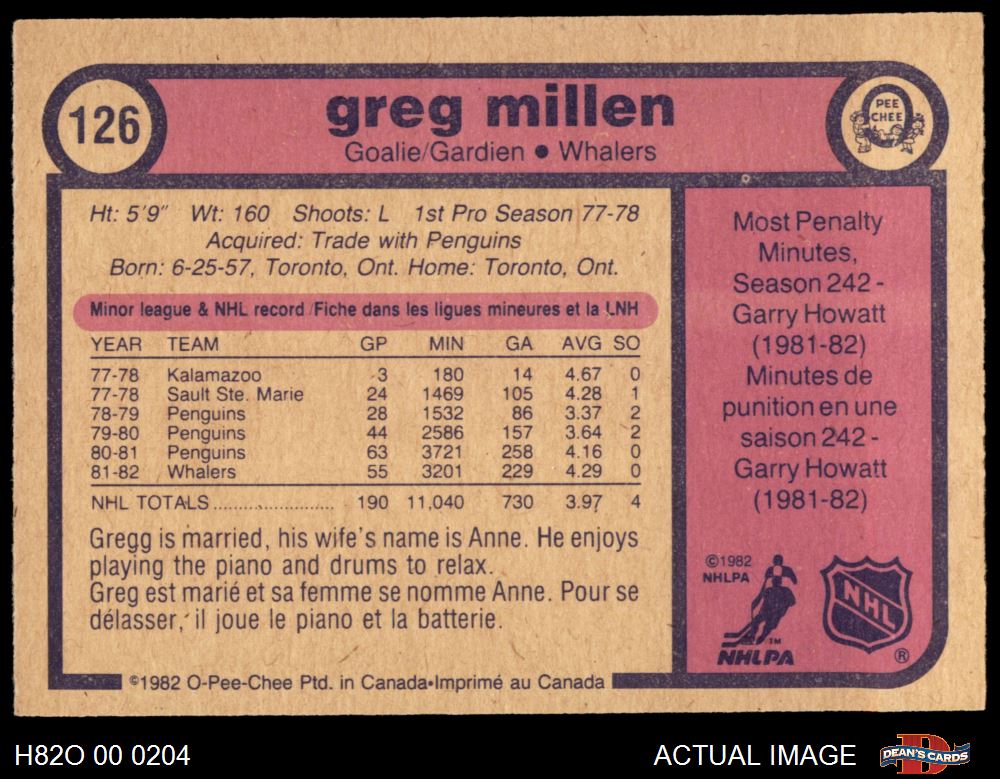 126
greg millen
Goalie/Gardien ● Whalers
O
PEE
CHEE
Ht: 5'9" Wt: 160 Shoots: L 1st Pro Season 77-78
Acquired: Trade with Penguins
Born: 6-25-57, Toronto, Ont. Home: Toronto, Ont.
Minor league & NHL record/Fiche dans les ligues mineures et la LNH
YEAR TEAM GP MIN GA AVG SO
77-78 Kalamazoo 3 180 14 4.67 0
77-78 Sault Ste. Marie 24 1469 105 4.28 1
78-79 Penguins 28 1532 86 3.37 2
79-80 Penguins 44 2586 157 3.64 2
80-81 Penguins 63 3721 258 4.16 0
81-82 Whalers 55 3201 229 4.29 0
NHL TOTALS.............................. 190 11,040 730 3.97 4
Gregg is married, his wife's name is Anne. He enjoys
playing the piano and drums to relax.
Greg est marié et sa femme se nomme Anne. Pour se
délasser, il joue le piano et la batterie.
Most Penalty
Minutes,
Season 242 -
Garry Howatt
(1981-82)
Minutes de
punition en une
saison 242 -
Garry Howatt
(1981-82)
©1982
NHLPA
TM
NHLPA
NHL
®
©1982 O-Pee-Chee Ptd. in Canada•Imprimé au Canada
H82O 00 0204
ACTUAL IMAGE
DEAN'S CARDS